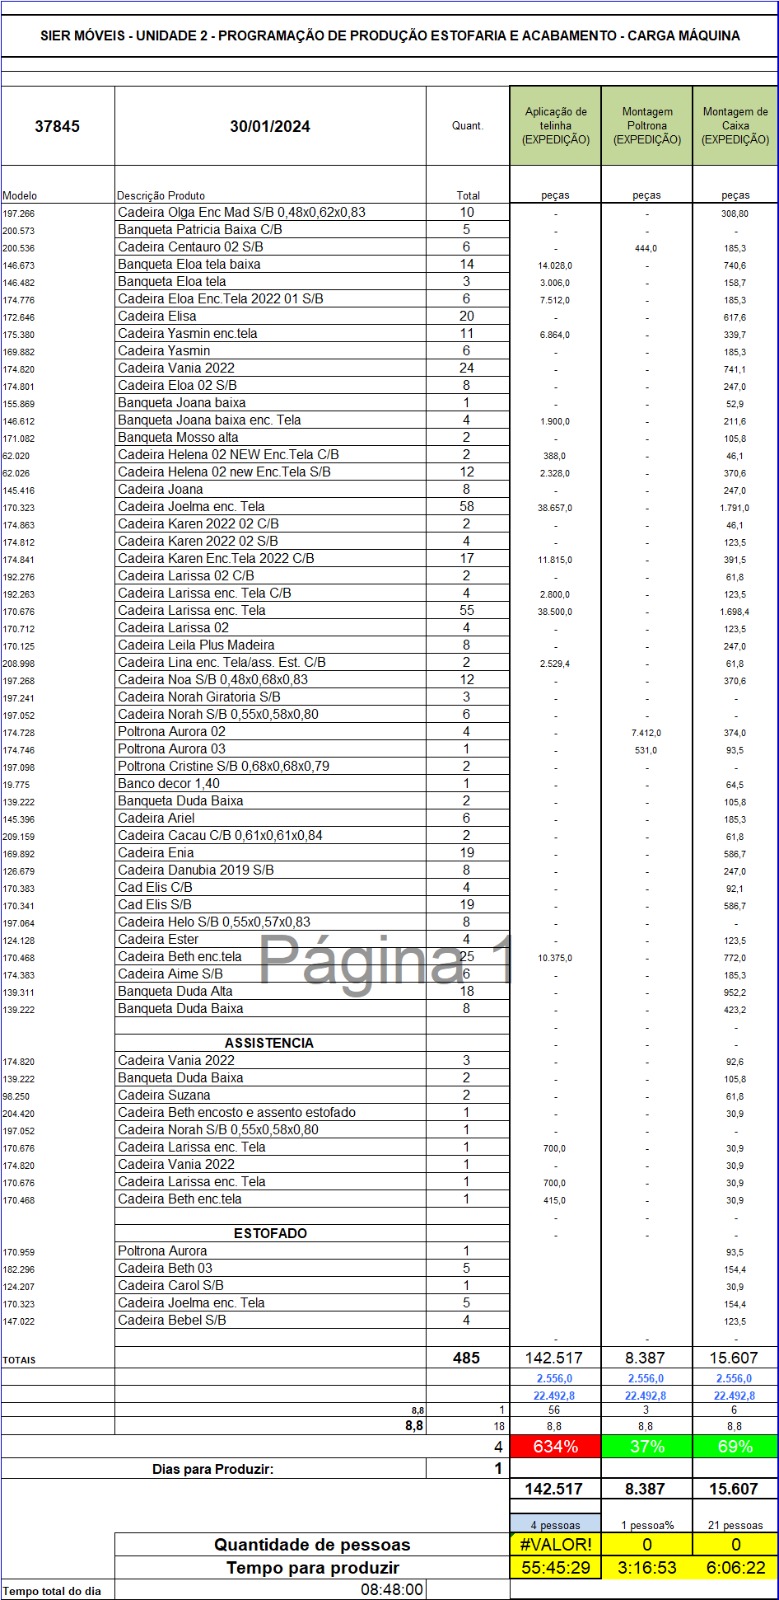 SIER MÓVEIS - UNIDADE 2 - PROGRAMAÇÃO DE PRODUÇÃO ESTOFARIA E ACABAMENTO - CARGA MÁQUINA
37845 30/01/2024 Quant. Aplicação de telinha (EXPEDIÇÃO) Montagem Poltrona (EXPEDIÇÃO) Montagem de Caixa (EXPEDIÇÃO)
Modelo Descrição Produto Total peças peças peças
197.266 Cadeira Olga Enc Mad S/B 0,48x0,62x0,83 10 - - 308,80
200.573 Banqueta Patricia Baixa C/B 5 - - -
200.536 Cadeira Centauro 02 S/B 6 - 444,0 185,3
146.673 Banqueta Eloa tela baixa 14 14.028,0 - 740,6
146.482 Banqueta Eloa tela 3 3.006,0 - 158,7
174.776 Cadeira Eloa Enc.Tela 2022 01 S/B 6 7.512,0 - 185,3
172.646 Cadeira Elisa 20 - - 617,6
175.380 Cadeira Yasmin enc.tela 11 6.864,0 - 339,7
169.882 Cadeira Yasmin 6 - - 185,3
174.820 Cadeira Vania 2022 24 - - 741,1
174.801 Cadeira Eloa 02 S/B 8 - - 247,0
155.869 Banqueta Joana baixa 1 - - 52,9
146.612 Banqueta Joana baixa enc. Tela 4 1.900,0 - 211,6
171.082 Banqueta Mosso alta 2 - - 105,8
62.020 Cadeira Helena 02 NEW Enc.Tela C/B 2 388,0 - 46,1
62.026 Cadeira Helena 02 new Enc.Tela S/B 12 2.328,0 - 370,6
145.416 Cadeira Joana 8 - - 247,0
170.323 Cadeira Joelma enc. Tela 58 38.657,0 - 1.791,0
174.863 Cadeira Karen 2022 02 C/B 2 - - 46,1
174.812 Cadeira Karen 2022 02 S/B 4 - - 123,5
174.841 Cadeira Karen Enc.Tela 2022 C/B 17 11.815,0 - 391,5
192.276 Cadeira Larissa 02 C/B 2 - - 61,8
192.263 Cadeira Larissa enc. Tela C/B 4 2.800,0 - 123,5
170.676 Cadeira Larissa enc. Tela 55 38.500,0 - 1.698,4
170.712 Cadeira Larissa 02 4 - - 123,5
170.125 Cadeira Leila Plus Madeira 8 - - 247,0
208.998 Cadeira Lina enc. Tela/ass. Est. C/B 2 2.529,4 - 61,8
197.268 Cadeira Noa S/B 0,48x0,68x0,83 12 - - 370,6
197.241 Cadeira Norah Giratoria S/B 3 - - -
197.052 Cadeira Norah S/B 0,55x0,58x0,80 6 - - -
174.728 Poltrona Aurora 02 4 - 7.412,0 374,0
174.746 Poltrona Aurora 03 1 - 531,0 93,5
197.098 Poltrona Cristine S/B 0,68x0,68x0,79 2 - - -
19.775 Banco decor 1,40 1 - - 64,5
139.222 Banqueta Duda Baixa 2 - - 105,8
145.396 Cadeira Ariel 6 - - 185,3
209.159 Cadeira Cacau C/B 0,61x0,61x0,84 2 - - 61,8
169.892 Cadeira Enia 19 - - 586,7
126.679 Cadeira Danubia 2019 S/B 8 - - 247,0
170.383 Cad Elis C/B 4 - - 92,1
170.341 Cad Elis S/B 19 - - 586,7
197.064 Cadeira Helo S/B 0,55x0,57x0,83 8 - - -
124.128 Cadeira Ester 4 - - 123,5
170.468 Cadeira Beth enc.tela 25 10.375,0 - 772,0
Página 1
174.383 Cadeira Aime S/B 6 - - 185,3
139.311 Banqueta Duda Alta 18 - - 952,2
139.222 Banqueta Duda Baixa 8 - - 423,2
- - -
ASSISTENCIA - - -
174.820 Cadeira Vania 2022 3 - - 92,6
139.222 Banqueta Duda Baixa 2 - - 105,8
98.250 Cadeira Suzana 2 - - 61,8
204.420 Cadeira Beth encosto e assento estofado 1 - - 30,9
197.052 Cadeira Norah S/B 0,55x0,58x0,80 1 - - -
170.676 Cadeira Larissa enc. Tela 1 700,0 - 30,9
174.820 Cadeira Vania 2022 1 - - 30,9
170.676 Cadeira Larissa enc. Tela 1 700,0 - 30,9
170.468 Cadeira Beth enc.tela 1 415,0 - 30,9
- - -
ESTOFADO - - -
170.959 Poltrona Aurora 1 93,5
182.296 Cadeira Beth 03 5 154,4
124.207 Cadeira Carol S/B 1 30,9
170.323 Cadeira Joelma enc. Tela 5 154,4
147.022 Cadeira Bebel S/B 4 123,5
- - -
TOTAIS 485 142.517 8.387 15.607
2.556,0 2.556,0 2.556,0
22.492,8 22.492,8 22.492,8
8,8 1 56 3 6
8,8 18 8,8 8,8 8,8
4 634% 37% 69%
Dias para Produzir: 1
142.517 8.387 15.607
4 pessoas 1 pessoa% 21 pessoas
Quantidade de pessoas #VALOR! 0 0
Tempo para produzir 55:45:29 3:16:53 6:06:22
Tempo total do dia 08:48:00